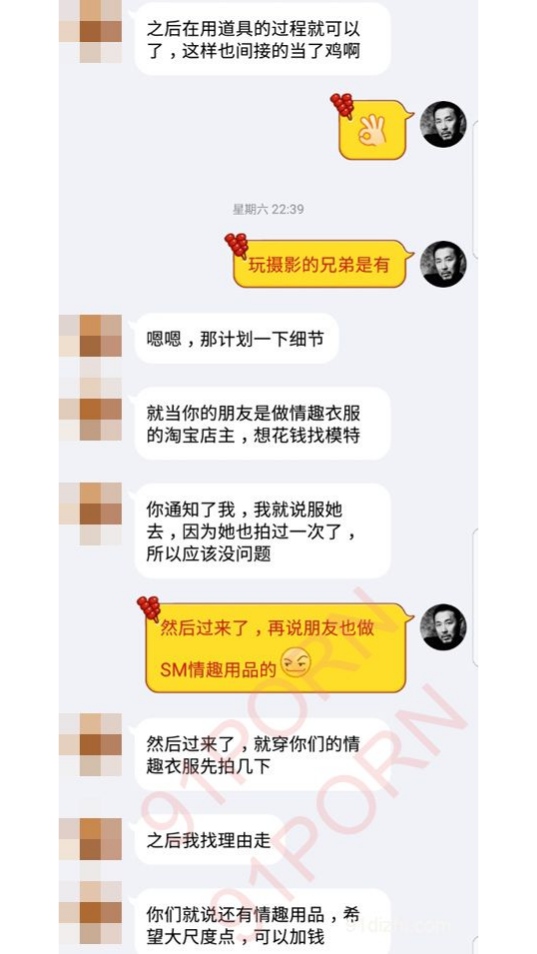 之后在用道具的过程就可以
了，这样也间接的当了鸡啊
星期六 22:39
玩摄影的兄弟是有
嗯嗯，那计划一下细节
就当你的朋友是做情趣衣服
的淘宝店主，想花钱找模特
你通知了我，我就说服她
去，因为她也拍过一次了，
所以应该没问题
然后过来了，再说朋友也做
SM情趣用品的
然后过来了，就穿你们的情
趣衣服先拍几下
之后我找理由走
你们就说还有情趣用品，希
望大尺度点，可以加钱
91PORN
91PORN